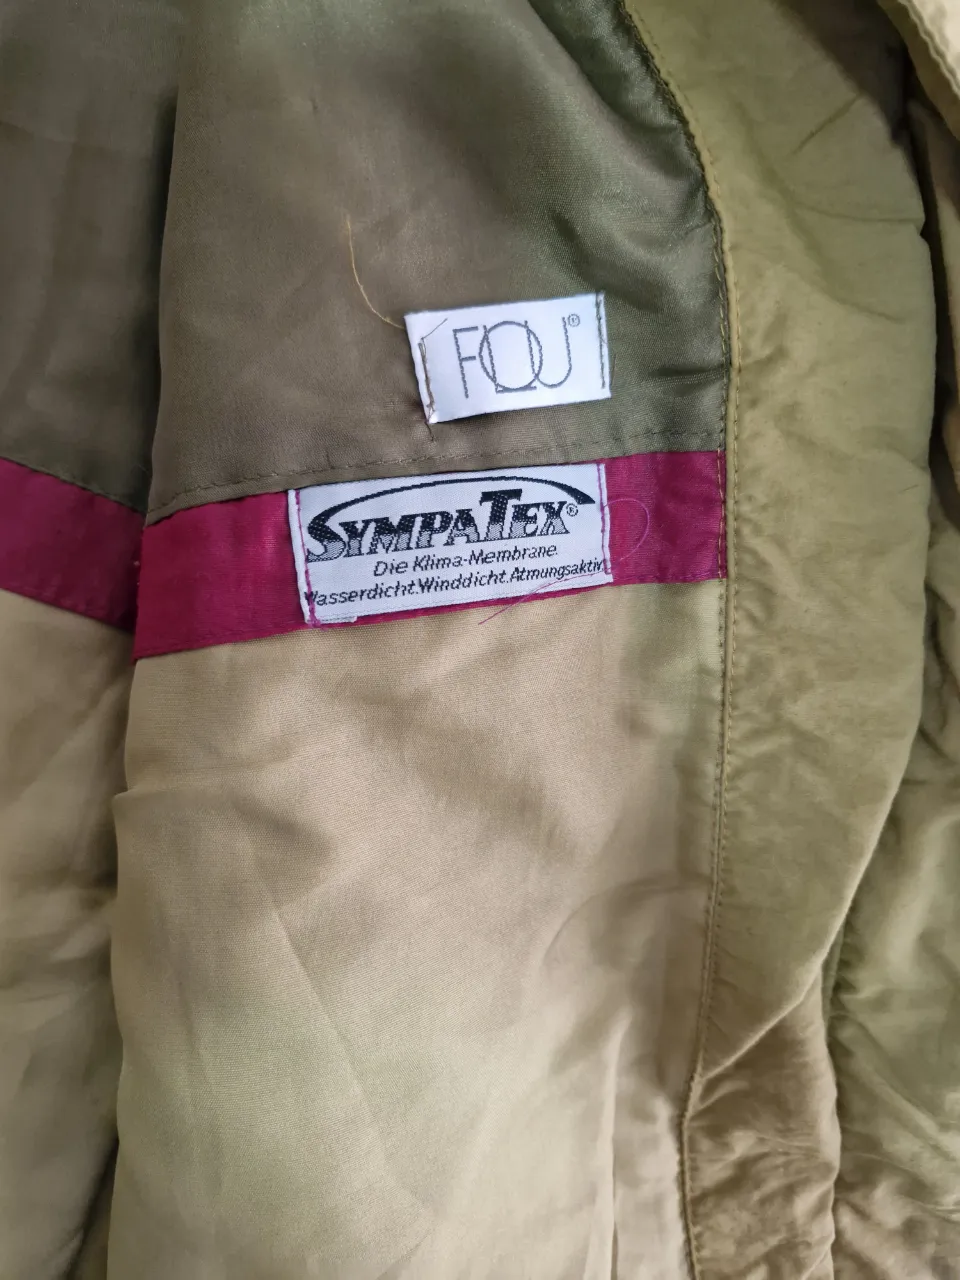 FOU®
SYMPATEX®
Die Klima-Membrane
Wasserdicht.Winddicht.Atmungsaktiv